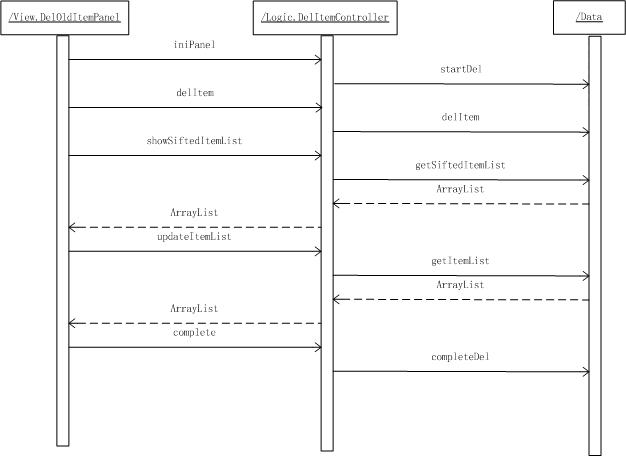 /View.DelOldItemPanel
/Logic.DelItemController
/Data
iniPanel
startDel
delItem
delItem
showSiftedItemList
getSiftedItemList
ArrayList
ArrayList
updateItemList
getItemList
ArrayList
ArrayList
complete
completeDel